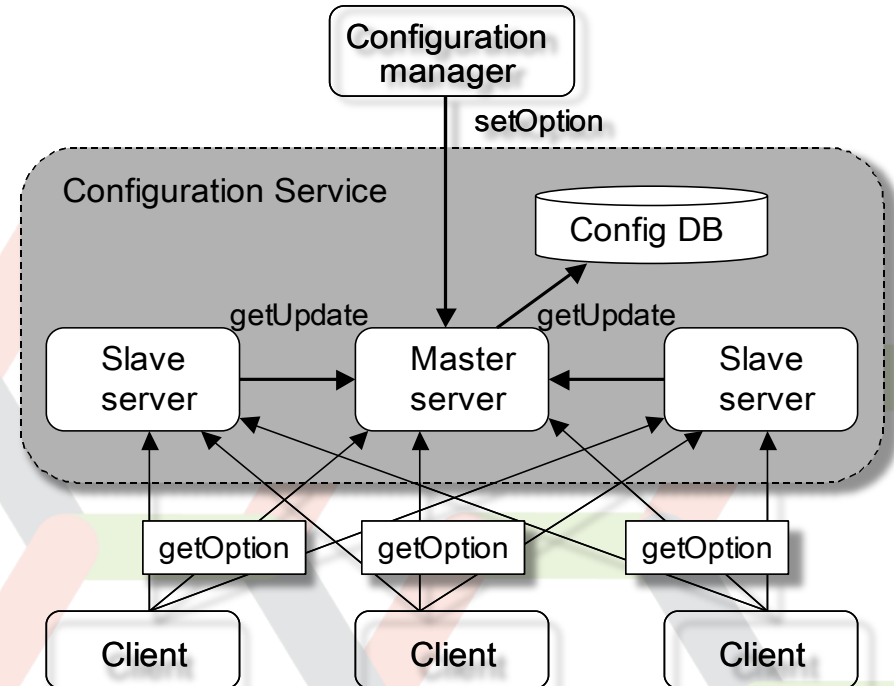 Configuration
manager
setOption
Configuration Service
Config DB
getUpdate
getUpdate
Slave
server
Master
server
Slave
server
getOption
getOption
getOption
Client
Client
Client